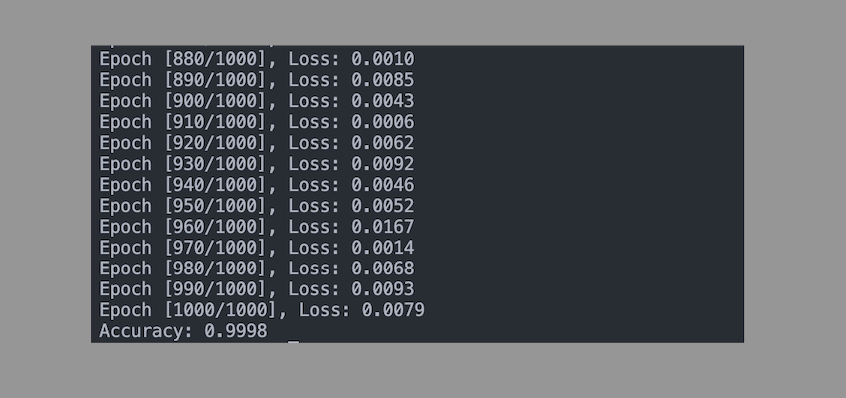 Epoch [880/1000], Loss: 0.0010
Epoch [890/1000], Loss: 0.0085
Epoch [900/1000], Loss: 0.0043
Epoch [910/1000], Loss: 0.0006
Epoch [920/1000], Loss: 0.0062
Epoch [930/1000], Loss: 0.0092
Epoch [940/1000], Loss: 0.0046
Epoch [950/1000], Loss: 0.0052
Epoch [960/1000], Loss: 0.0167
Epoch [970/1000], Loss: 0.0014
Epoch [980/1000], Loss: 0.0068
Epoch [990/1000], Loss: 0.0093
Epoch [1000/1000], Loss: 0.0079
Accuracy: 0.9998